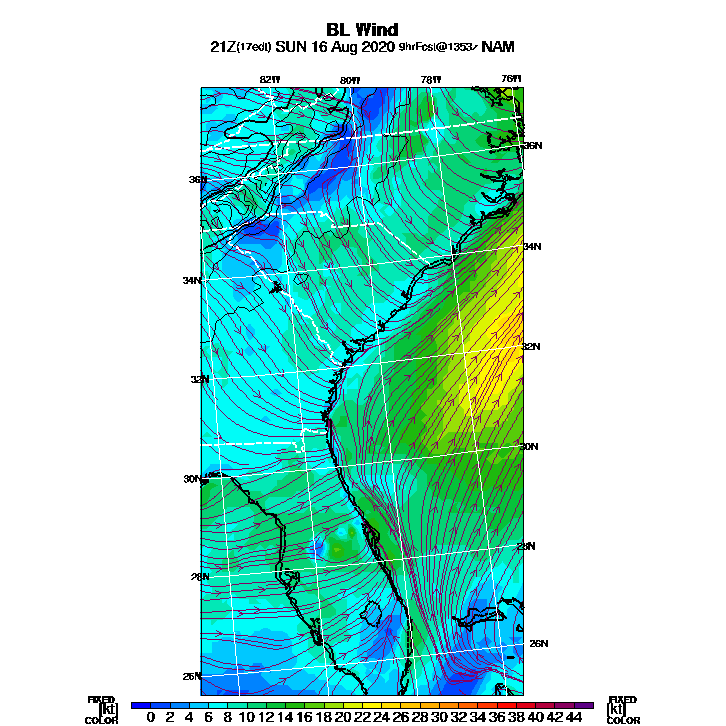 BL Wind
21Z(17edt) SUN 16 Aug 2020 9hrFcst@1353z NAM
82W 80W 78W 76W
36N
36N
34N
34N
32N
32N
30N
30N
28N
28N
26N
26N
FIXED FIXED
[kt] 0 2 4 6 8 10 12 14 16 18 20 22 24 26 28 30 32 34 36 38 40 42 44 [kt]
COLOR COLOR